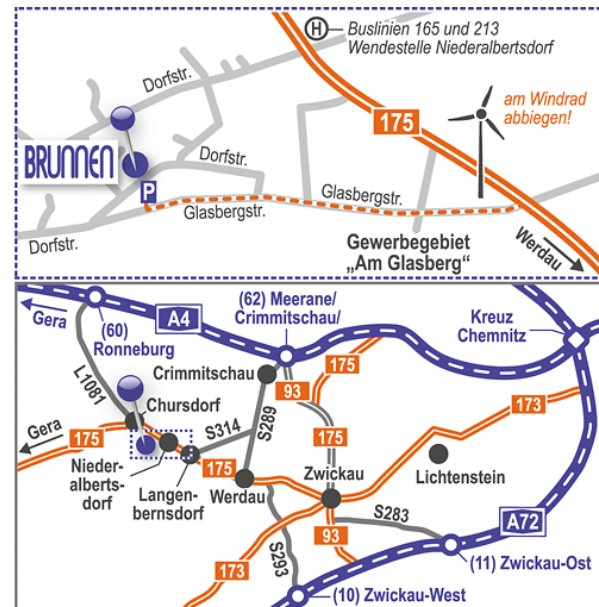 H
Buslinien 165 und 213
Wendestelle Niederalbertsdorf
Dorfstr.
am Windrad
abbiegen!
175
BRUNNEN
Dorfstr.
P
Glasbergstr.
Glasbergstr.
Dorfstr.
Gewerbegebiet
„Am Glasberg“
Werdau
Gera
A4
(62) Meerane/
Crimmitschau/
Kreuz
Chemnitz
(60)
Ronneburg
175
L1081
Crimmitschau
93
173
Chursdorf
S289
Gera
175
S314
175
Nieder-
alberts-
dorf
175
Zwickau
Lichtenstein
Langen-
bernsdorf
Werdau
S283
A72
93
S293
173
(11) Zwickau-Ost
(10) Zwickau-West